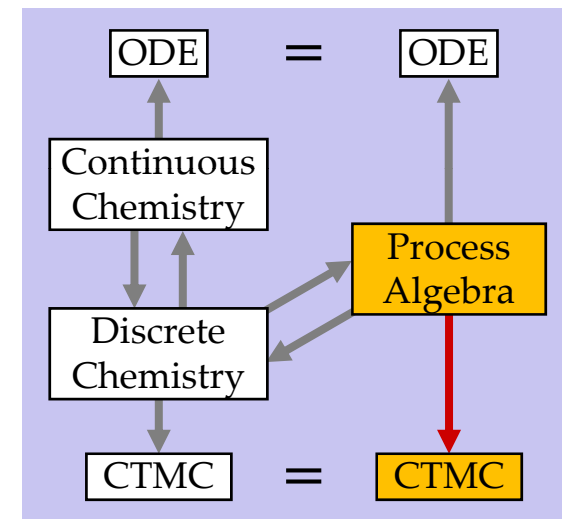 ODE = ODE
Continuous
Chemistry
Process
Algebra
Discrete
Chemistry
CTMC = CTMC